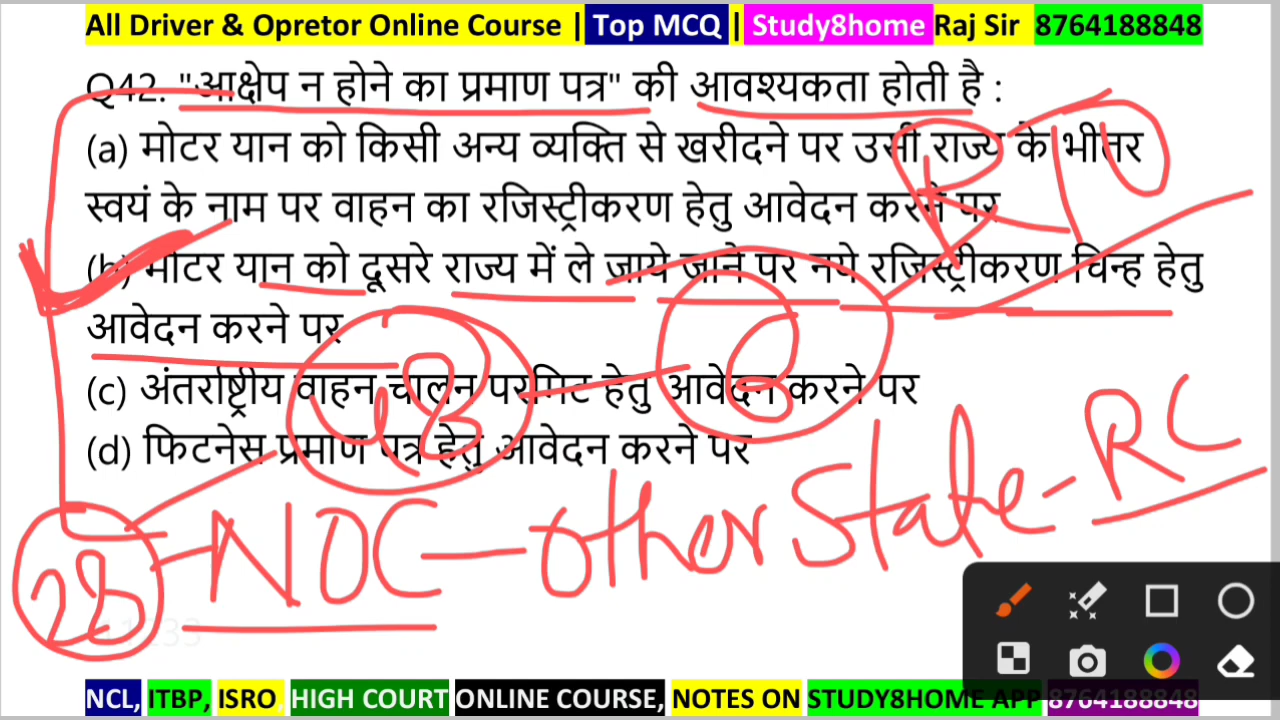 All Driver & Opretor Online Course | Top MCQ | Study8home Raj Sir 8764188848
Q42. "आक्षेप न होने का प्रमाण पत्र" की आवश्यकता होती है :
(a) मोटर यान को किसी अन्य व्यक्ति से खरीदने पर उसी राज्य के भीतर
स्वयं के नाम पर वाहन का रजिस्ट्रीकरण हेतु आवेदन करने पर
RTO
(b) मोटर यान को दूसरे राज्य में ले जाये जाने पर नये रजिस्ट्रीकरण चिन्ह हेतु
आवेदन करने पर
(c) अंतर्राष्ट्रीय वाहन चालन परमिट हेतु आवेदन करने पर
48
(d) फिटनेस प्रमाण पत्र हेतु आवेदन करने पर
28 - NOC - other State - RC
NCL, ITBP, ISRO, HIGH COURT ONLINE COURSE, NOTES ON STUDY8HOME APP 8764188848